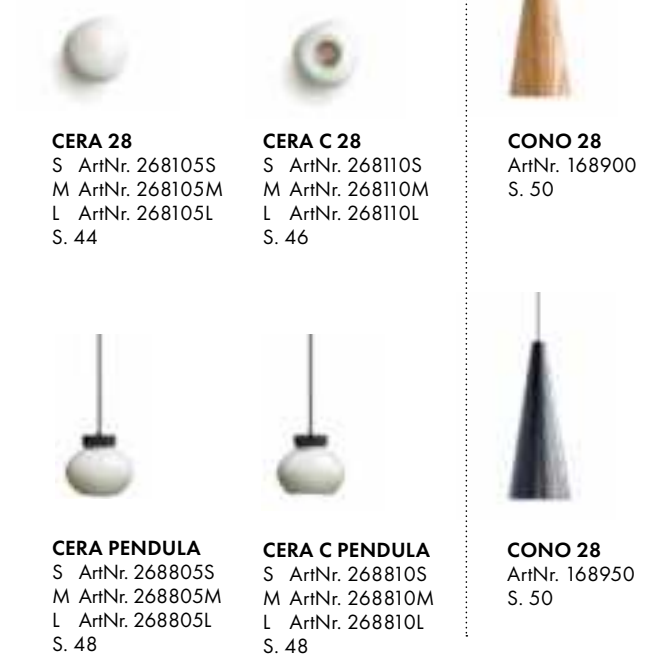 CERA 28
S ArtNr. 268105S
M ArtNr. 268105M
L ArtNr. 268105L
S. 44
CERA C 28
S ArtNr. 268110S
M ArtNr. 268110M
L ArtNr. 268110L
S. 46
CONO 28
ArtNr. 168900
S. 50
CERA PENDULA
S ArtNr. 268805S
M ArtNr. 268805M
L ArtNr. 268805L
S. 48
CERA C PENDULA
S ArtNr. 268810S
M ArtNr. 268810M
L ArtNr. 268810L
S. 48
CONO 28
ArtNr. 168950
S. 50